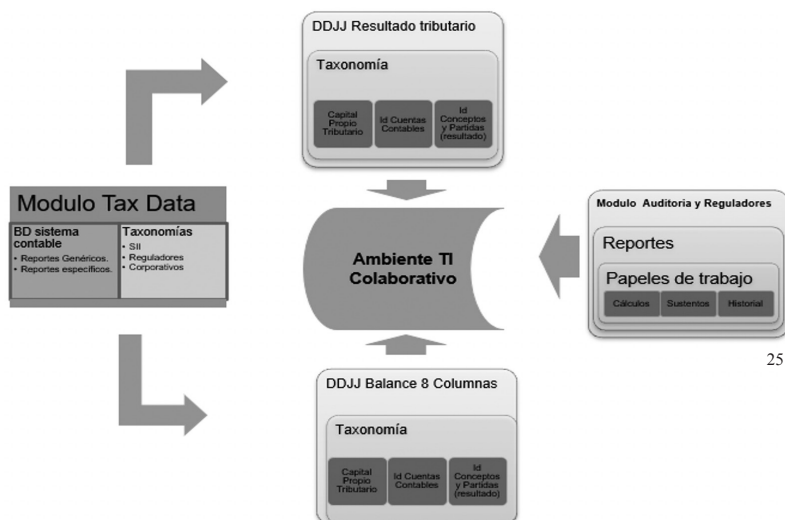 DDJJ Resultado tributario
Taxonomía
Capital
Propio
Tributario
Id Cuentas
Contables
Id
Conceptos
y Partidas
(resultado)
Modulo Tax Data
BD sistema
contable
• Reportes Genéricos.
• Reportes específicos.
Taxonomías
• SII
• Reguladores
• Corporativos
Ambiente TI
Colaborativo
Modulo Auditoria y Reguladores
Reportes
Papeles de trabajo
Cálculos
Sustentos
Historial
25
DDJJ Balance 8 Columnas
Taxonomía
Capital
Propio
Tributario
Id Cuentas
Contables
Id
Conceptos
y Partidas
(resultado)